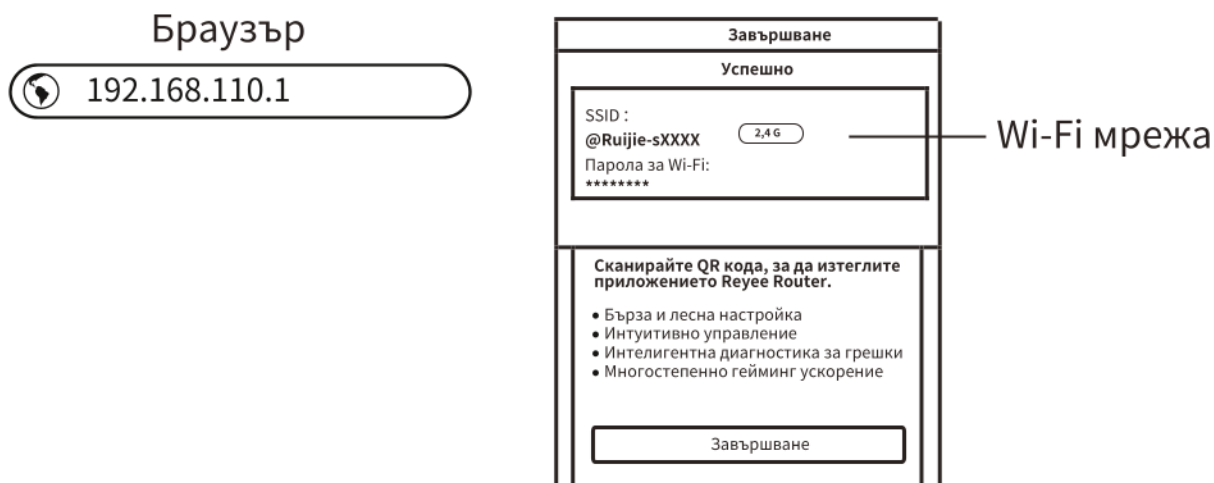 Браузър
192.168.110.1
Завършване
Успешно
SSID :
@Ruijie-sXXXX
2,4 G
Парола за Wi-Fi:
********
Wi-Fi мрежа
Сканирайте QR кода, за да изтеглите
приложението Reyee Router.
• Бърза и лесна настройка
• Интуитивно управление
• Интелигентна диагностика за грешки
• Многостепенно гейминг ускорение
Завършване